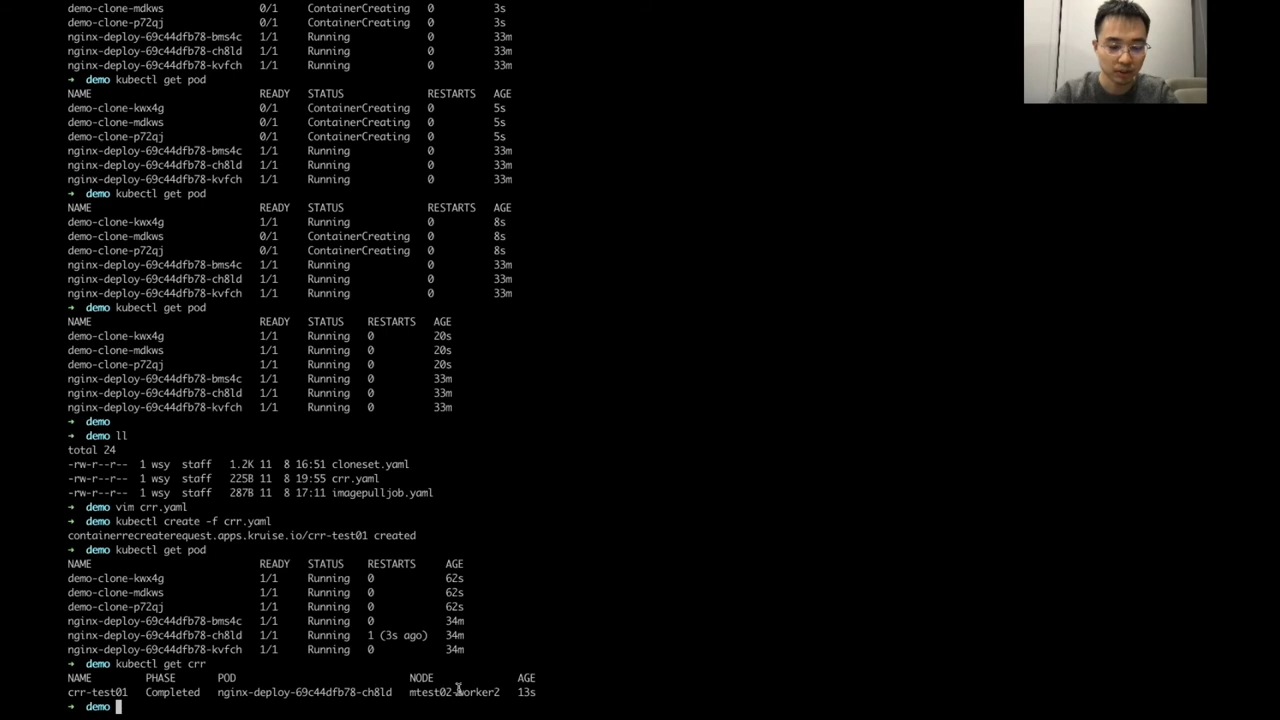 demo-clone-mdkws 0/1 ContainerCreating 0 3s
demo-clone-p72qj 0/1 ContainerCreating 0 3s
nginx-deploy-69c44dfb78-bms4c 1/1 Running 0 33m
nginx-deploy-69c44dfb78-ch8ld 1/1 Running 0 33m
nginx-deploy-69c44dfb78-kvfch 1/1 Running 0 33m
→ demo kubectl get pod
NAME READY STATUS RESTARTS AGE
demo-clone-kwx4g 0/1 ContainerCreating 0 5s
demo-clone-mdkws 0/1 ContainerCreating 0 5s
demo-clone-p72qj 0/1 ContainerCreating 0 5s
nginx-deploy-69c44dfb78-bms4c 1/1 Running 0 33m
nginx-deploy-69c44dfb78-ch8ld 1/1 Running 0 33m
nginx-deploy-69c44dfb78-kvfch 1/1 Running 0 33m
→ demo kubectl get pod
NAME READY STATUS RESTARTS AGE
demo-clone-kwx4g 1/1 Running 0 8s
demo-clone-mdkws 0/1 ContainerCreating 0 8s
demo-clone-p72qj 0/1 ContainerCreating 0 8s
nginx-deploy-69c44dfb78-bms4c 1/1 Running 0 33m
nginx-deploy-69c44dfb78-ch8ld 1/1 Running 0 33m
nginx-deploy-69c44dfb78-kvfch 1/1 Running 0 33m
→ demo kubectl get pod
NAME READY STATUS RESTARTS AGE
demo-clone-kwx4g 1/1 Running 0 20s
demo-clone-mdkws 1/1 Running 0 20s
demo-clone-p72qj 1/1 Running 0 20s
nginx-deploy-69c44dfb78-bms4c 1/1 Running 0 33m
nginx-deploy-69c44dfb78-ch8ld 1/1 Running 0 33m
nginx-deploy-69c44dfb78-kvfch 1/1 Running 0 33m
→ demo
→ demo ll
total 24
-rw-r--r-- 1 wsy staff 1.2K 11 8 16:51 cloneset.yaml
-rw-r--r-- 1 wsy staff 225B 11 8 19:55 crr.yaml
-rw-r--r-- 1 wsy staff 287B 11 8 17:11 imagepulljob.yaml
→ demo vim crr.yaml
→ demo kubectl create -f crr.yaml
containerrecreaterequest.apps.kruise.io/crr-test01 created
→ demo kubectl get pod
NAME READY STATUS RESTARTS AGE
demo-clone-kwx4g 1/1 Running 0 62s
demo-clone-mdkws 1/1 Running 0 62s
demo-clone-p72qj 1/1 Running 0 62s
nginx-deploy-69c44dfb78-bms4c 1/1 Running 0 34m
nginx-deploy-69c44dfb78-ch8ld 1/1 Running 1 (3s ago) 34m
nginx-deploy-69c44dfb78-kvfch 1/1 Running 0 34m
→ demo kubectl get crr
NAME PHASE POD NODE AGE
crr-test01 Completed nginx-deploy-69c44dfb78-ch8ld mtest02-worker2 13s
→ demo